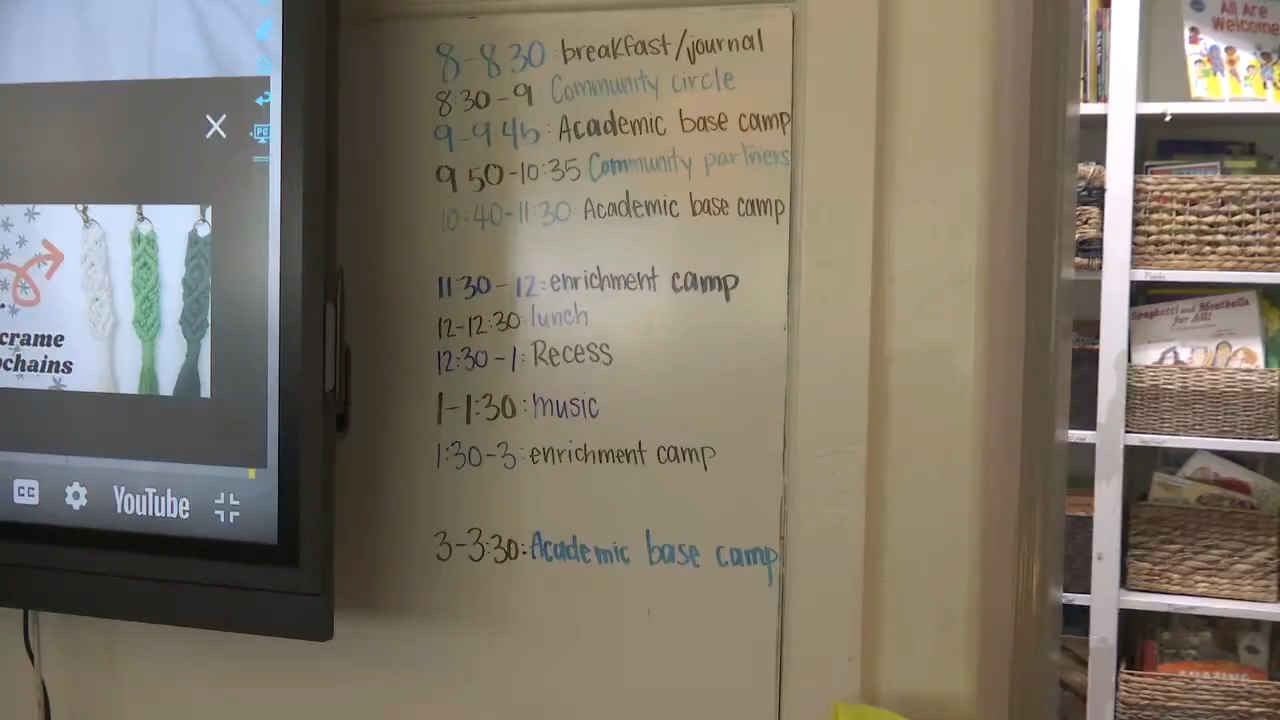 8-8 30 breakfast/journal
8:30-9 Community circle
9-9 45: Academic base camp
9 50-10:35 Community partners
10:40-11:30 Academic base camp
11 30-12: enrichment camp
12-12:30 lunch
12:30-1: Recess
1-1:30: music
1:30-3: enrichment camp
3-3:30: Academic base camp
crame
chains
CC
YouTube
PC
All Are
Welcome
Spaghetti and Meatballs
for All!
AMAZING